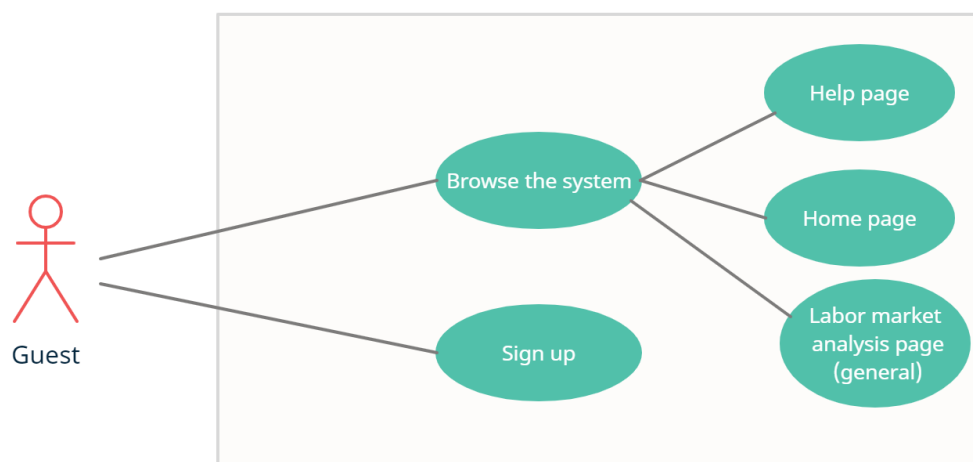 Help page
Browse the system
Home page
Labor market
analysis page
(general)
Sign up
Guest